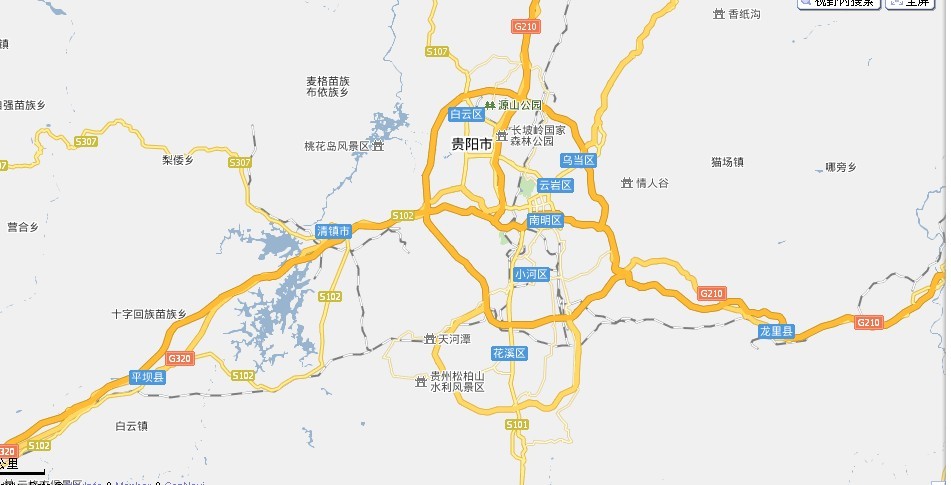 视野内搜索
全屏
香纸沟
G210
S107
镇
麦格苗族
布依族乡
白云区
源山公园
自强苗族乡
长坡岭国家
森林公园
贵阳市
S307
桃花岛风景区
乌当区
梨倭乡
S307
猫场镇
哪旁乡
云岩区
情人谷
S102
南明区
营合乡
清镇市
小河区
S102
G210
十字回族苗族乡
G210
龙里县
天河潭
G320
花溪区
平坝县
S102
贵州松柏山
水利风景区
白云镇
S101
S102
320
公里